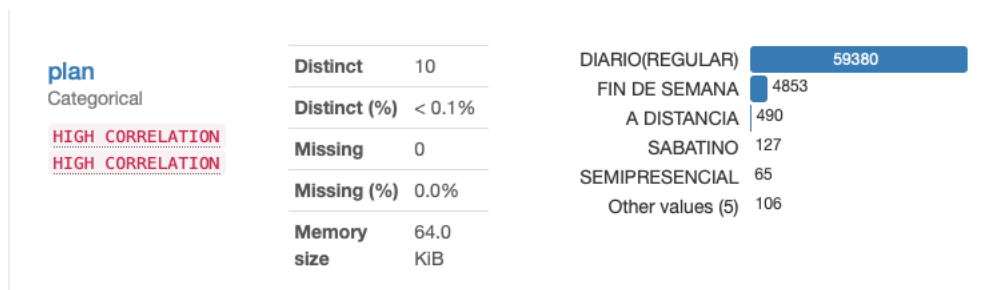 plan
Categorical
HIGH CORRELATION
HIGH CORRELATION
Distinct 10
Distinct (%) < 0.1%
Missing 0
Missing (%) 0.0%
Memory size 64.0 KiB
DIARIO(REGULAR) 59380
FIN DE SEMANA 4853
A DISTANCIA 490
SABATINO 127
SEMIPRESENCIAL 65
Other values (5) 106